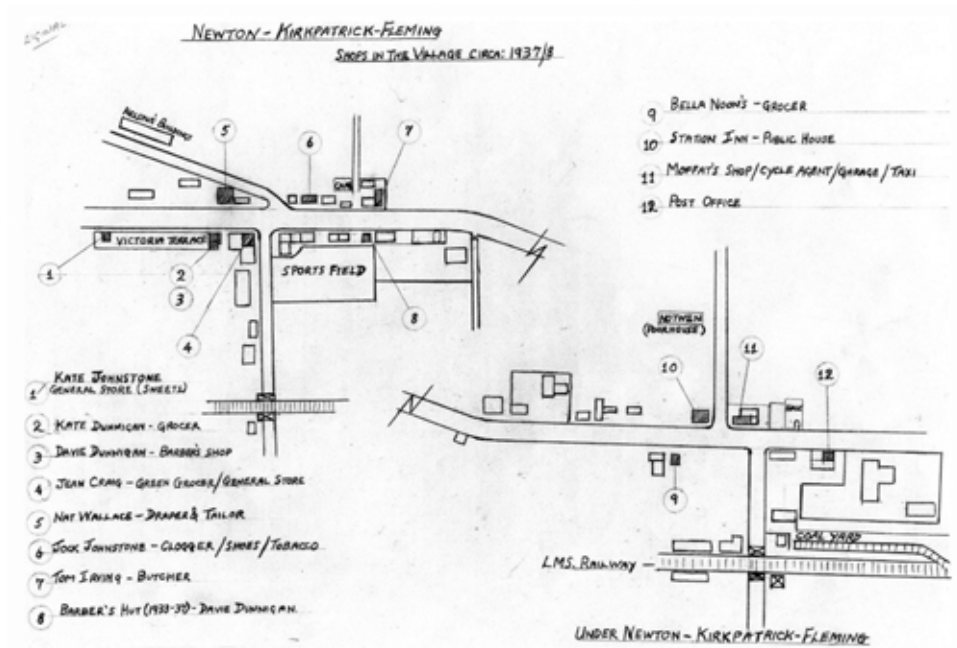 NEWTON - KIRKPATRICK-FLEMING
SHOPS IN THE VILLAGE CIRCA: 1937/8
5
6
7
VICTORIA TERRACE
1
2
3
4
SPORTS FIELD
8
9 BELLA NOON'S - GROCER
10 STATION INN - PUBLIC HOUSE
11 MOFFAT'S SHOP/CYCLE AGENT/GARAGE/TAXI
12 POST OFFICE
(POORHOUSE)
10
11
12
9
COAL YARD
L.M.S. RAILWAY
UNDER NEWTON - KIRKPATRICK-FLEMING
1 KATE JOHNSTONE
GENERAL STORE (SWEETS)
2 KATE DUNNIGAN - GROCER
3 DAVIE DUNNIGAN - BARBER'S SHOP
4 JEAN CRAIG - GREEN GROCER/GENERAL STORE
5 NAT WALLACE - DRAPER & TAILOR
6 JOCK JOHNSTONE - CLOGGER/SHOES/TOBACCO
7 TOM IRVING - BUTCHER
8 BARBER'S HUT (1933-37) - DAVIE DUNNIGAN.